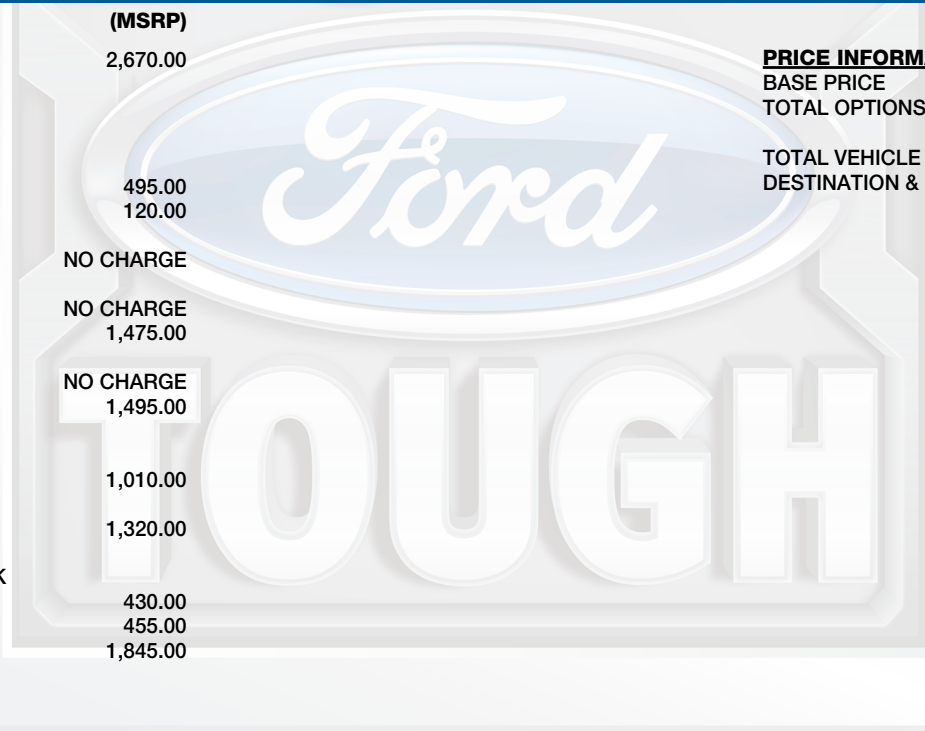 (MSRP)
2,670.00
495.00
120.00
NO CHARGE
NO CHARGE
1,475.00
NO CHARGE
1,495.00
1,010.00
1,320.00
K
430.00
455.00
1,845.00
PRICE INFORM
BASE PRICE
TOTAL OPTIONS
TOTAL VEHICLE
DESTINATION &
Ford
TOUGH